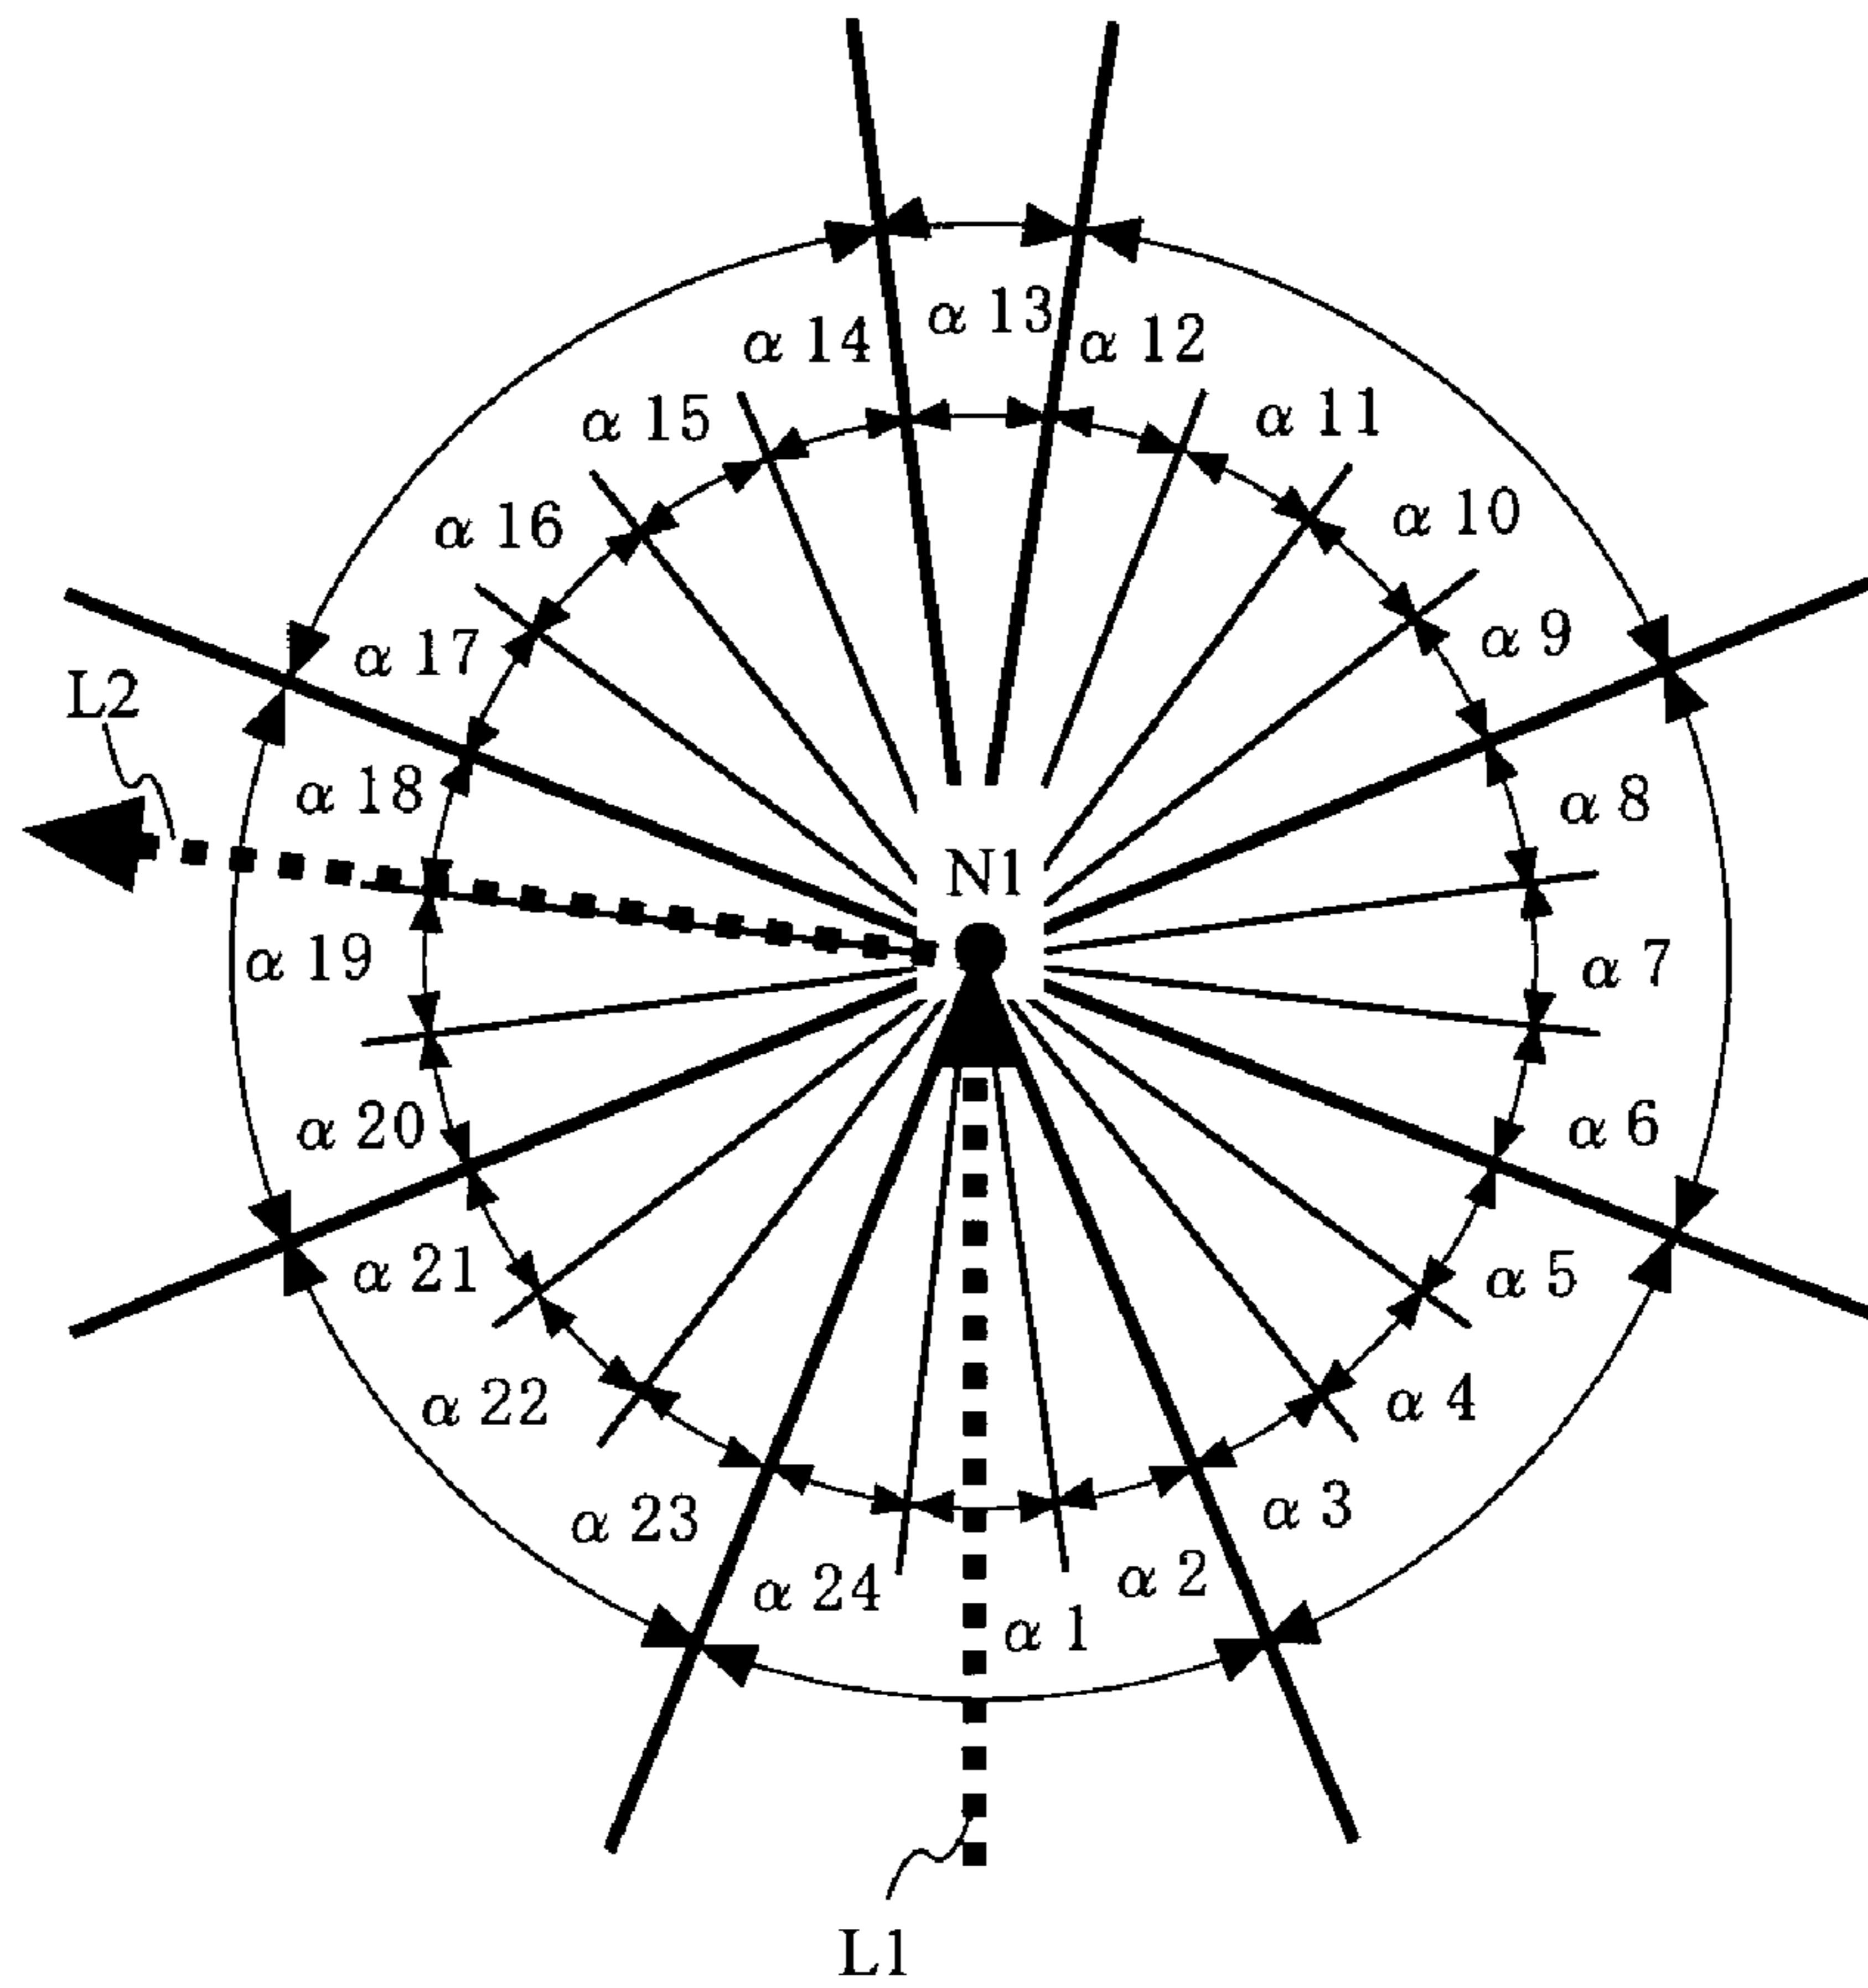 α 13
α 14
α 12
α 15
α 11
α 16
α 10
α 17
α 9
L2
α 18
α 8
N1
α 19
α 7
α 20
α 6
α 21
α 5
α 22
α 4
α 23
α 3
α 24
α 2
α 1
L1